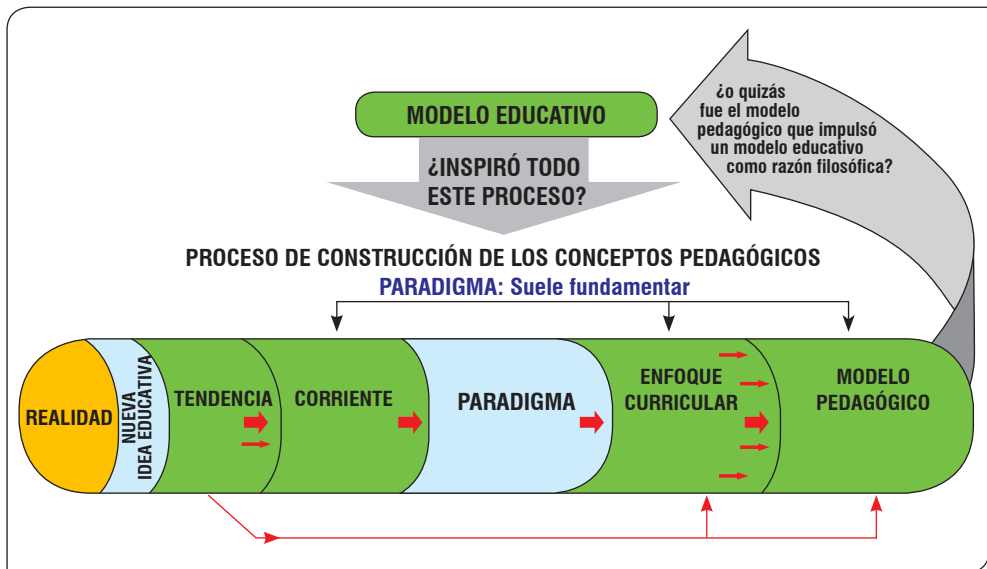 ¿o quizás
fue el modelo
pedagógico que impulsó
un modelo educativo
como razón filosófica?
MODELO EDUCATIVO
¿INSPIRÓ TODO
ESTE PROCESO?
PROCESO DE CONSTRUCCIÓN DE LOS CONCEPTOS PEDAGÓGICOS
PARADIGMA: Suele fundamentar
REALIDAD
NUEVA
IDEA EDUCATIVA
TENDENCIA
CORRIENTE
PARADIGMA
ENFOQUE
CURRICULAR
MODELO
PEDAGÓGICO